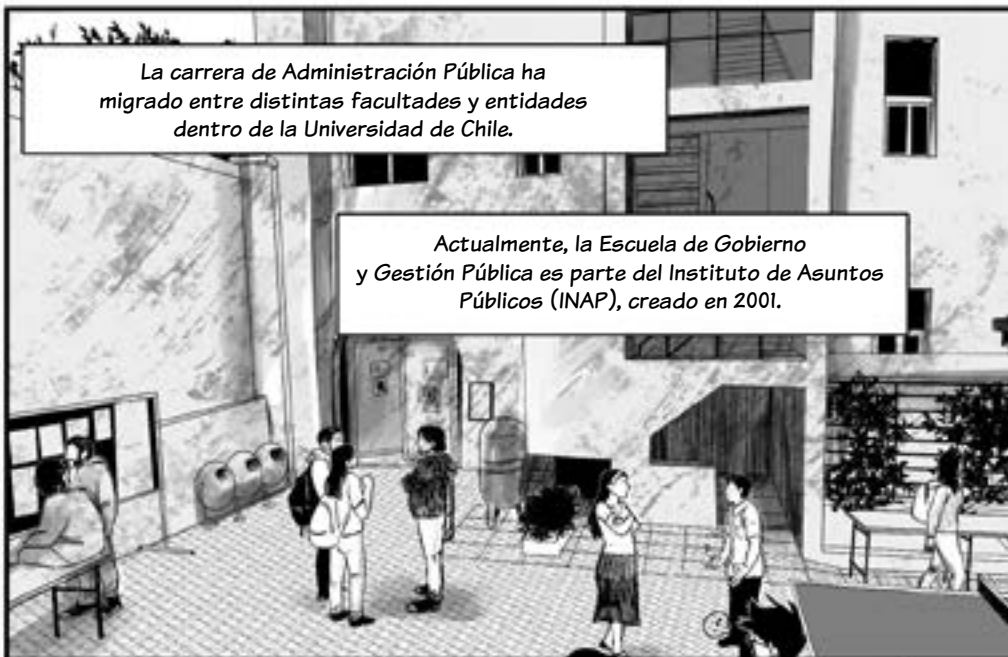 La carrera de Administración Pública ha
migrado entre distintas facultades y entidades
dentro de la Universidad de Chile.
Actualmente, la Escuela de Gobierno
y Gestión Pública es parte del Instituto de Asuntos
Públicos (INAP), creado en 2001.